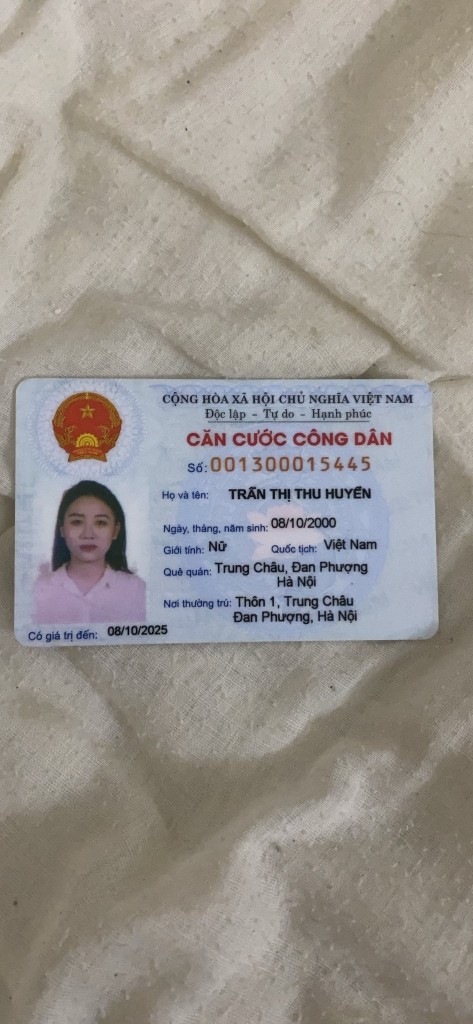 CỘNG HÒA XÃ HỘI CHỦ NGHĨA VIỆT NAM
Độc lập - Tự do - Hạnh phúc
CĂN CƯỚC CÔNG DÂN
Số: 001300015445
Họ và tên: TRẦN THỊ THU HUYỀN
Ngày, tháng, năm sinh: 08/10/2000
Giới tính: Nữ Quốc tịch: Việt Nam
Quê quán: Trung Châu, Đan Phượng
Hà Nội
Nơi thường trú: Thôn 1, Trung Châu
Đan Phượng, Hà Nội
Có giá trị đến: 08/10/2025